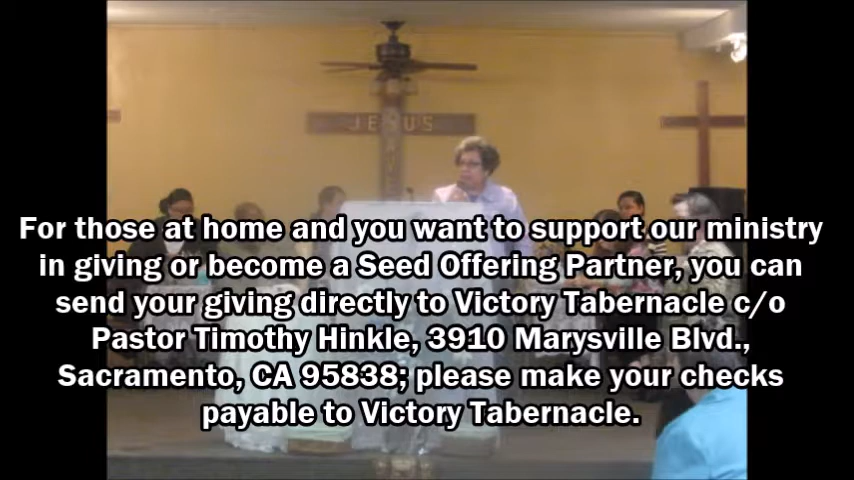 JESUS
For those at home and you want to support our ministry
in giving or become a Seed Offering Partner, you can
send your giving directly to Victory Tabernacle c/o
Pastor Timothy Hinkle, 3910 Marysville Blvd.,
Sacramento, CA 95838; please make your checks
payable to Victory Tabernacle.